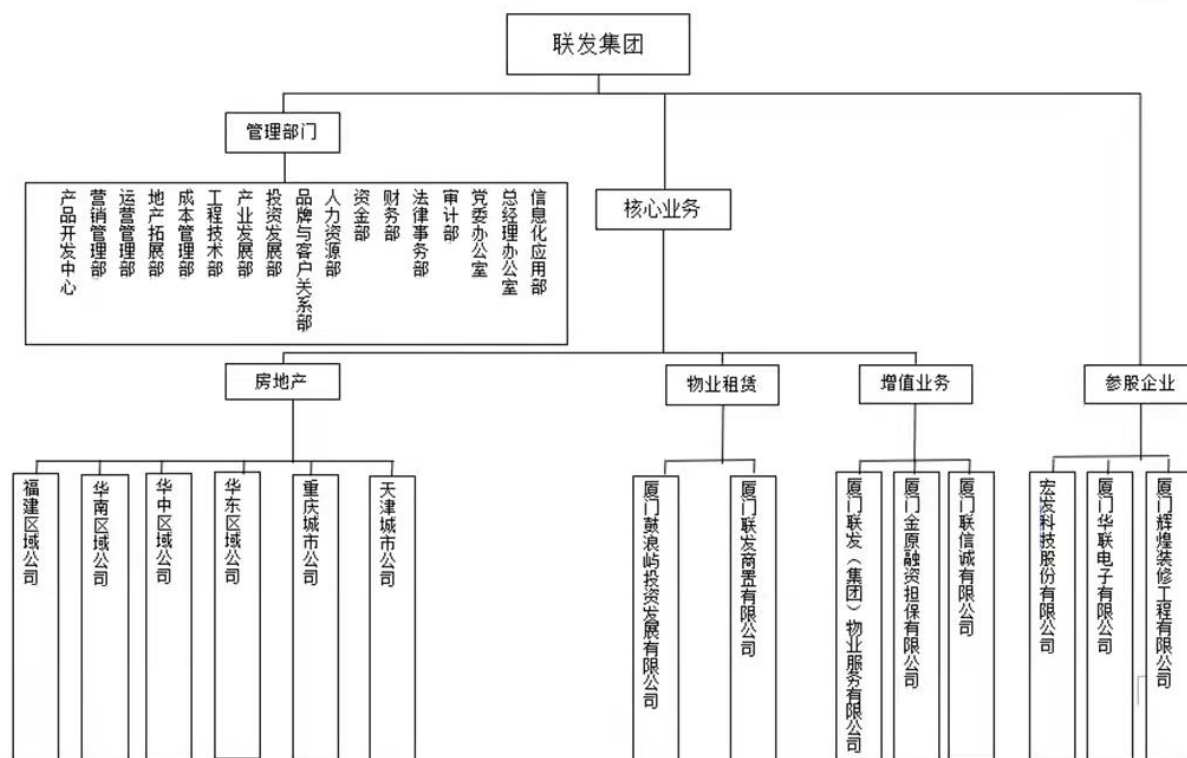 联发集团
管理部门
产品开发中心
营销管理部
运营管理部
地产拓展部
成本管理部
工程技术部
产业发展部
投资发展部
品牌与客户关系部
人力资源部
资金部
财务部
法律事务部
审计部
党委办公室
总经理办公室
信息化应用部
核心业务
房地产
物业租赁
增值业务
参股企业
福建区域公司
华南区域公司
华中区域公司
华东区域公司
重庆城市公司
天津城市公司
厦门鼓浪屿投资发展有限公司
厦门联发商置有限公司
厦门联发（集团）物业服务有限公司
厦门金原融资担保有限公司
厦门联信诚有限公司
宏发科技股份有限公司
厦门华联电子有限公司
厦门辉煌装修工程有限公司